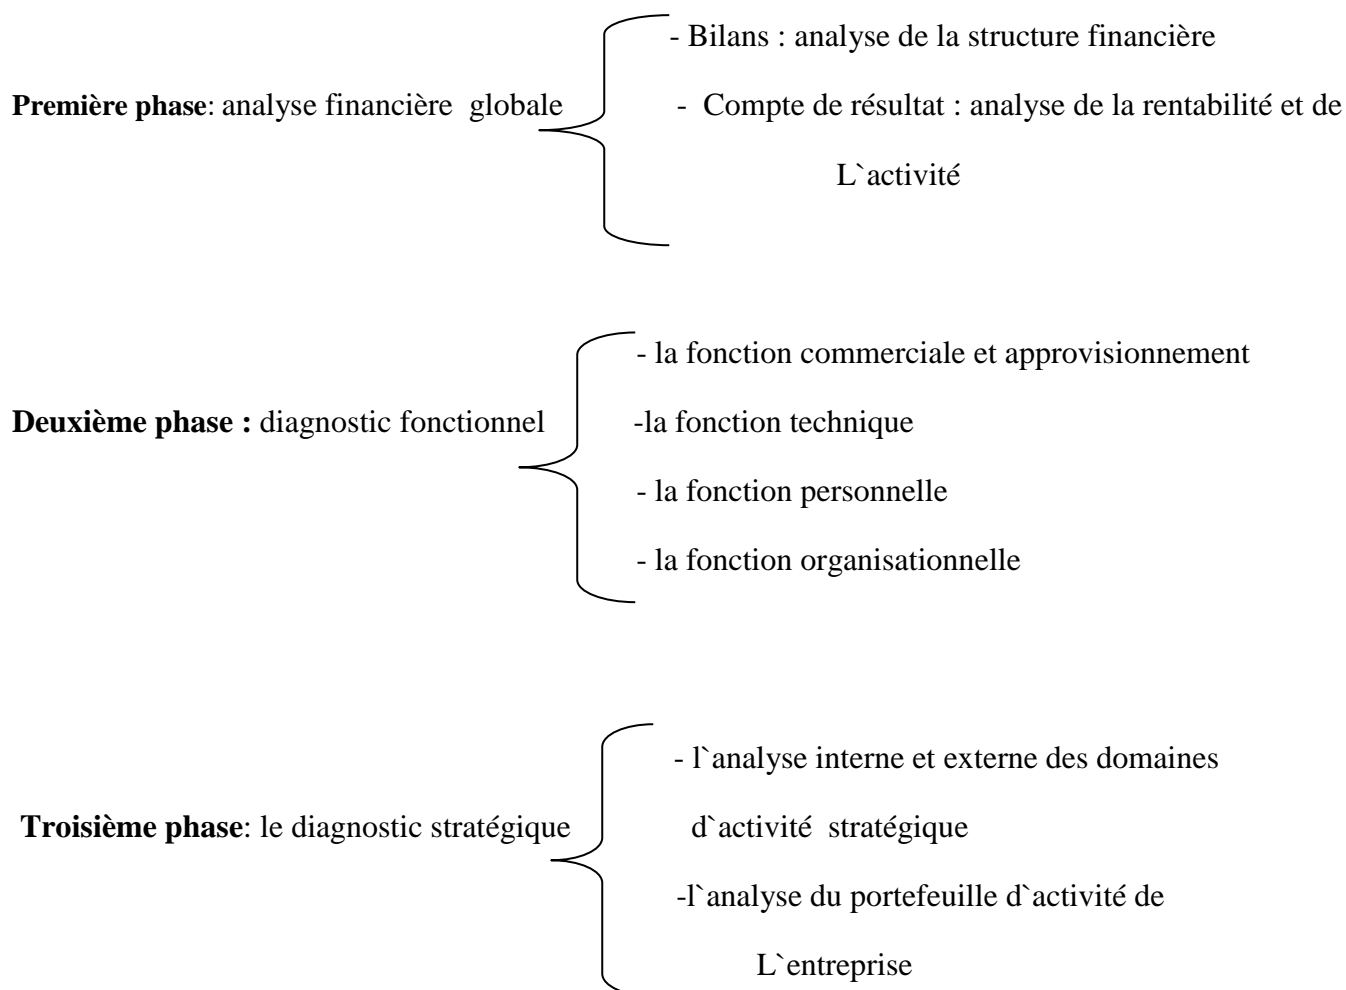 - Bilans : analyse de la structure financière
Première phase: analyse financière globale
- Compte de résultat : analyse de la rentabilité et de
L`activité
- la fonction commerciale et approvisionnement
Deuxième phase : diagnostic fonctionnel
-la fonction technique
- la fonction personnelle
- la fonction organisationnelle
- l`analyse interne et externe des domaines
Troisième phase: le diagnostic stratégique
d`activité stratégique
-l`analyse du portefeuille d`activité de
L`entreprise